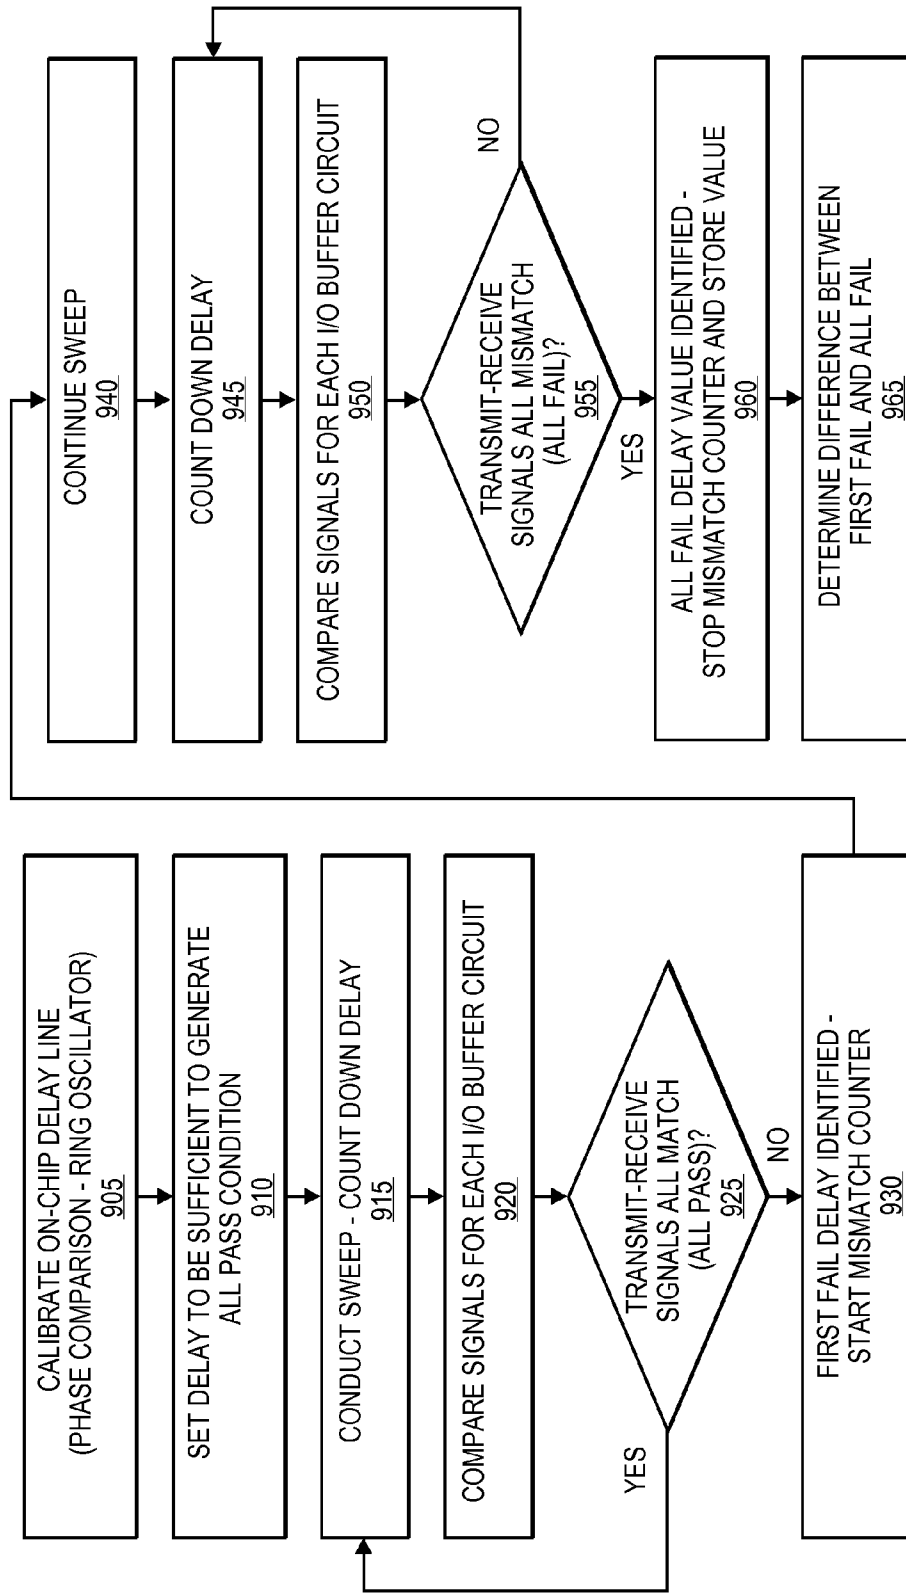 CALIBRATE ON-CHIP DELAY LINE
(PHASE COMPARISON - RING OSCILLATOR)
905
SET DELAY TO BE SUFFICIENT TO GENERATE
ALL PASS CONDITION
910
CONDUCT SWEEP - COUNT DOWN DELAY
915
COMPARE SIGNALS FOR EACH I/O BUFFER CIRCUIT
920
TRANSMIT-RECEIVE
SIGNALS ALL MATCH
(ALL PASS)?
925
YES
NO
FIRST FAIL DELAY IDENTIFIED -
START MISMATCH COUNTER
930
CONTINUE SWEEP
940
COUNT DOWN DELAY
945
COMPARE SIGNALS FOR EACH I/O BUFFER CIRCUIT
950
TRANSMIT-RECEIVE
SIGNALS ALL MISMATCH
(ALL FAIL)?
955
NO
YES
ALL FAIL DELAY VALUE IDENTIFIED -
STOP MISMATCH COUNTER AND STORE VALUE
960
DETERMINE DIFFERENCE BETWEEN
FIRST FAIL AND ALL FAIL
965